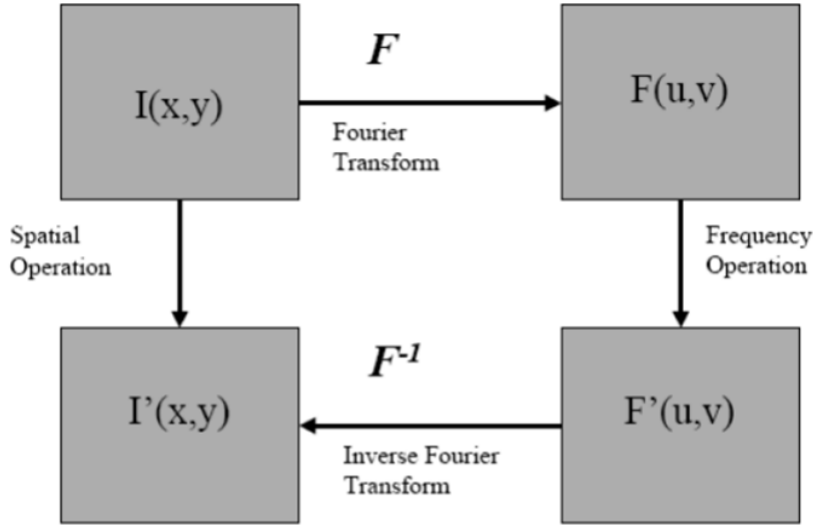 I(x,y)
F
Fourier
Transform
F(u,v)
Spatial
Operation
Frequency
Operation
I’(x,y)
F-1
Inverse Fourier
Transform
F’(u,v)